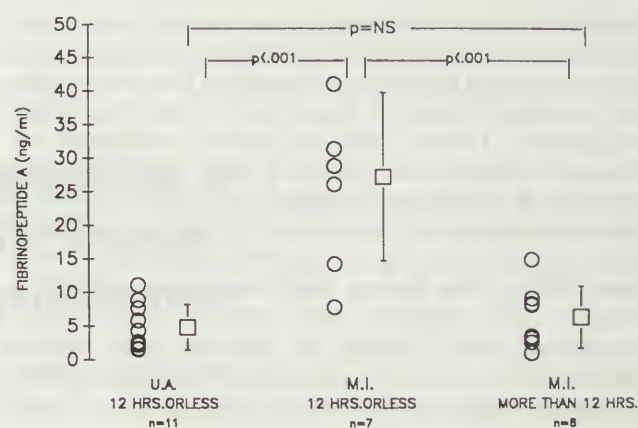 50
45
40
35
30
25
20
15
10
5
0
FIBRINOPEPTIDE A (ng/ml)
p=NS
p<.001
p<.001
U.A.
12 HRS.ORLESS
n=11
M.I.
12 HRS.ORLESS
n=7
M.I.
MORE THAN 12 HRS.
n=8